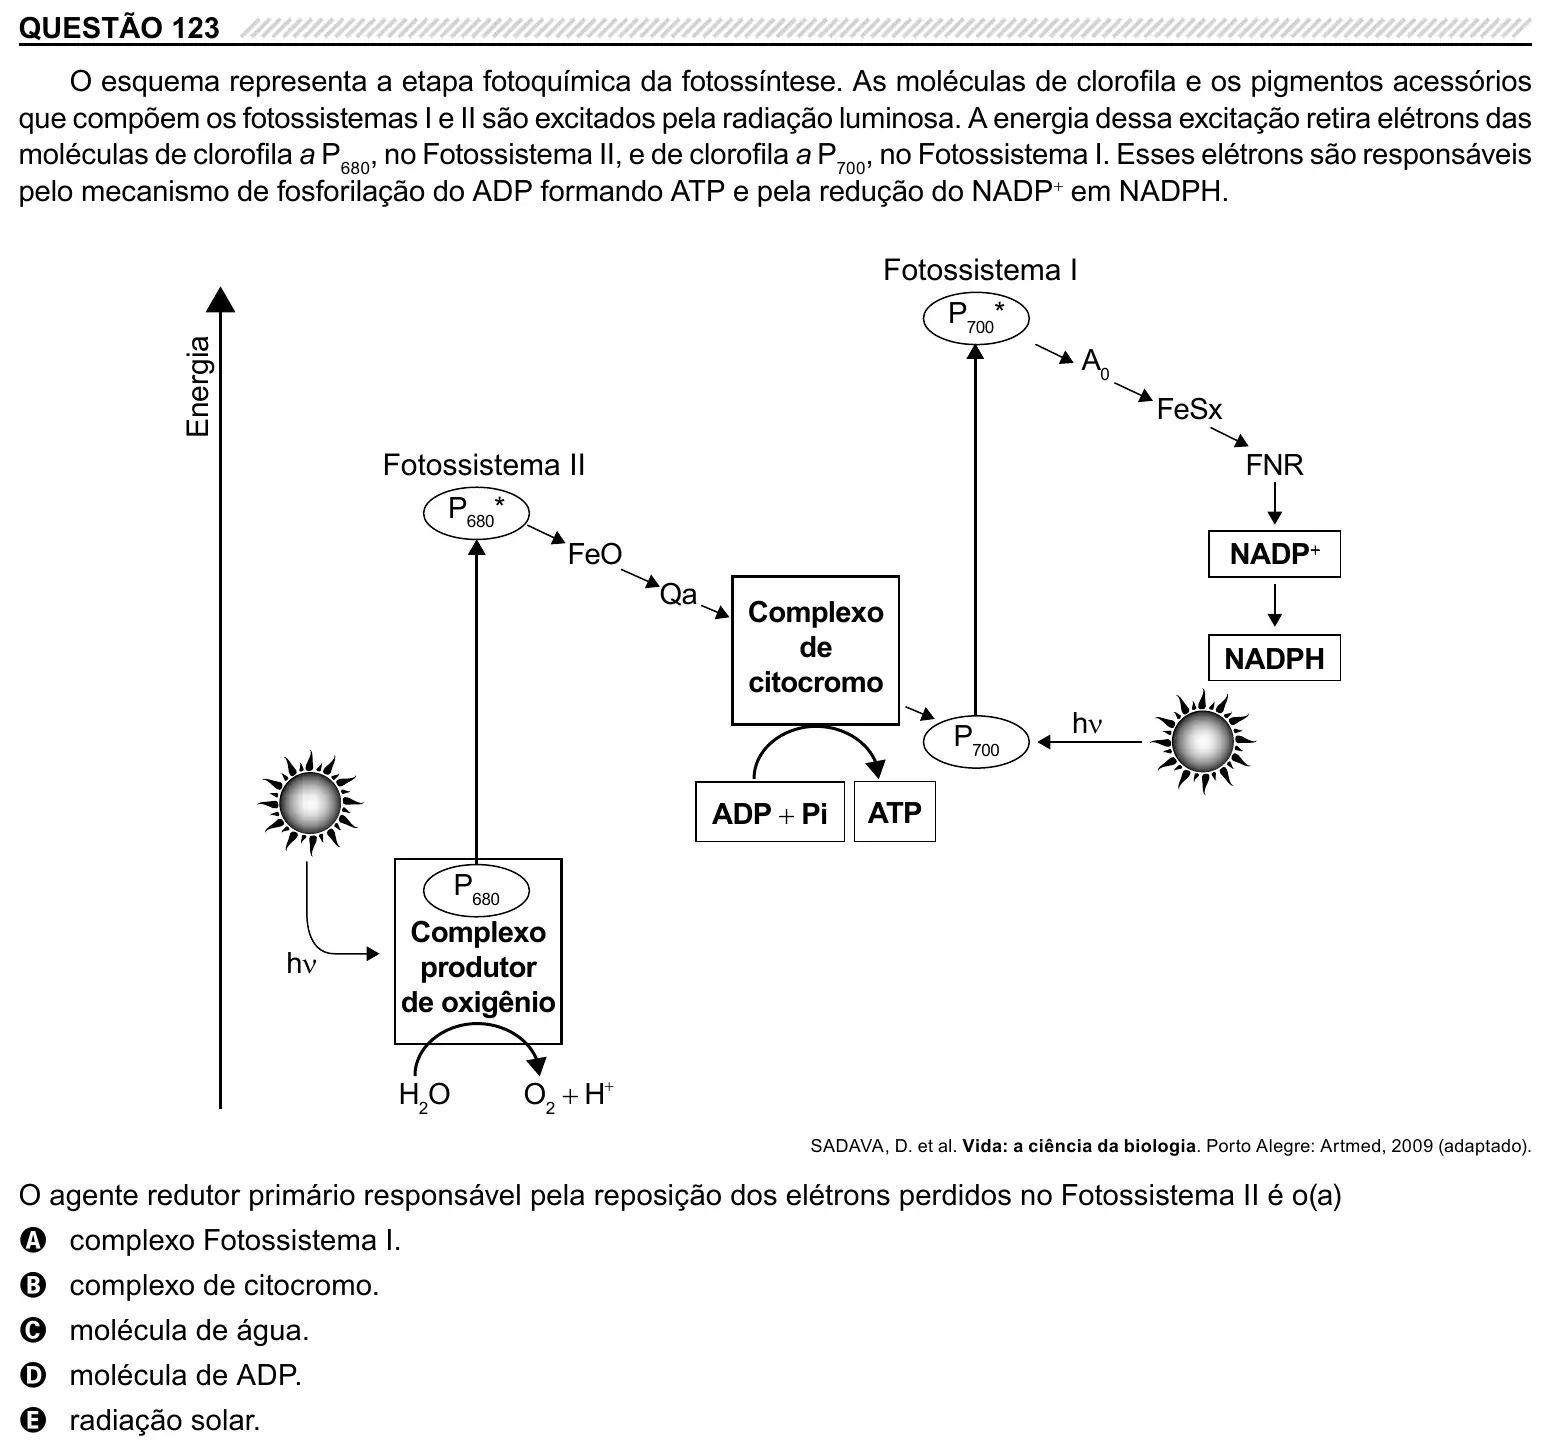 QUESTÃO 123
O esquema representa a etapa fotoquímica da fotossíntese. As moléculas de clorofila e os pigmentos acessórios
que compõem os fotossistemas I e II são excitados pela radiação luminosa. A energia dessa excitação retira elétrons das
moléculas de clorofila a P680, no Fotossistema II, e de clorofila a P700, no Fotossistema I. Esses elétrons são responsáveis
pelo mecanismo de fosforilação do ADP formando ATP e pela redução do NADP+ em NADPH.
Fotossistema I
P700*
Energia
A0
FeSx
Fotossistema II
FNR
P680*
FeO
NADP+
Qa
Complexo
de
citocromo
NADPH
hν
P700
ADP + Pi
ATP
P680
Complexo
produtor
de oxigênio
hν
H2O
O2 + H+
SADAVA, D. et al. Vida: a ciência da biologia. Porto Alegre: Artmed, 2009 (adaptado).
O agente redutor primário responsável pela reposição dos elétrons perdidos no Fotossistema II é o(a)
A complexo Fotossistema I.
B complexo de citocromo.
C molécula de água.
D molécula de ADP.
E radiação solar.